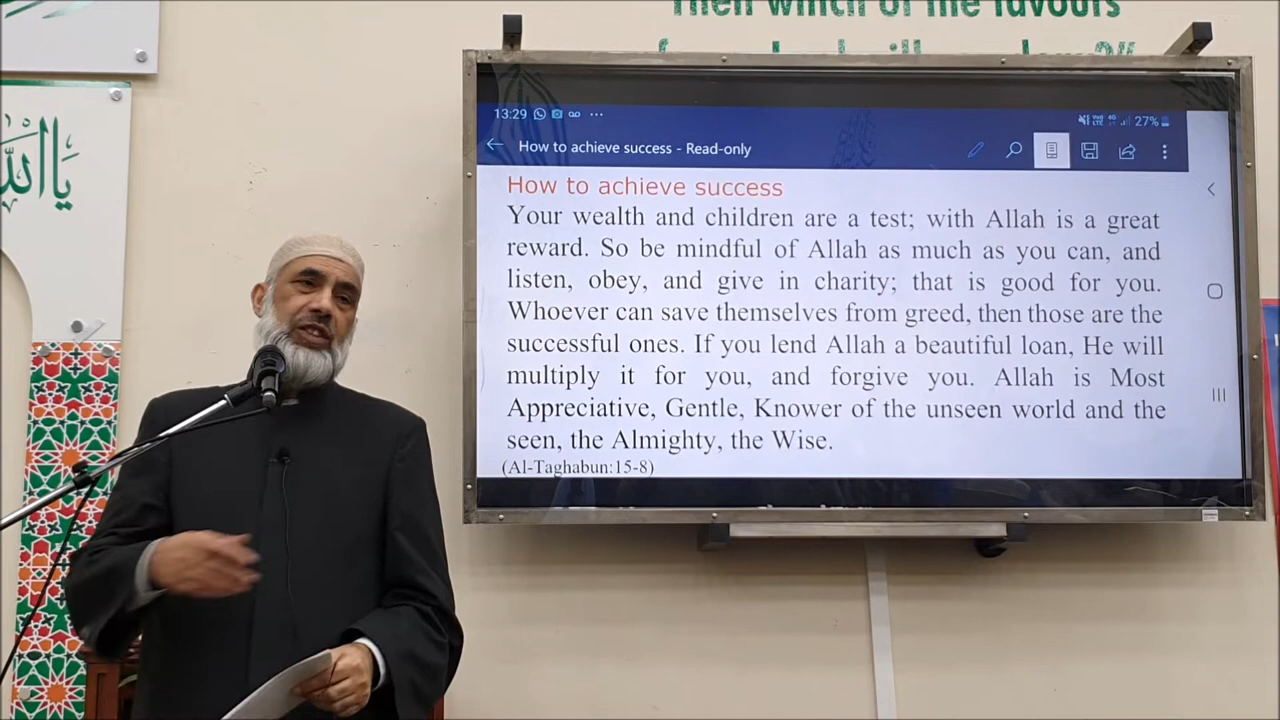 Then which of the favours
13:29 27%
How to achieve success - Read-only
How to achieve success
Your wealth and children are a test; with Allah is a great
reward. So be mindful of Allah as much as you can, and
listen, obey, and give in charity; that is good for you.
Whoever can save themselves from greed, then those are the
successful ones. If you lend Allah a beautiful loan, He will
multiply it for you, and forgive you. Allah is Most
Appreciative, Gentle, Knower of the unseen world and the
seen, the Almighty, the Wise.
(Al-Taghabun:15-8)
يا الله